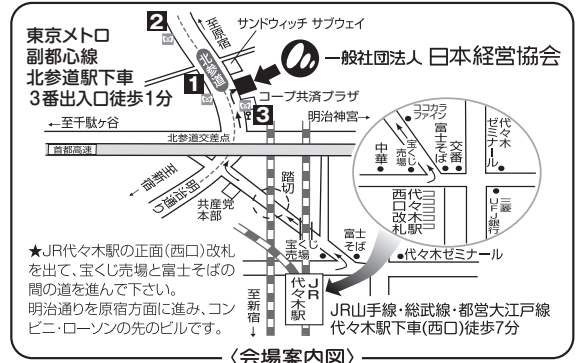 東京メトロ
副都心線
北参道駅下車
3番出入口徒歩1分
2
至原宿
サンドウィッチ サブウェイ
一般社団法人 日本経営協会
北参道
1
コープ共済プラザ
3
明治神宮→
←至千駄ヶ谷
北参道交差点
首都高速
至新宿
明治通り
共産党
本部
踏切
ココカラ
ファイン
中華
宝くじ
売場
富士そば
交番
代々木
ゼミナール
代々木駅
西口改札
三菱
UFJ銀行
宝くじ
売場
富士
そば
代々木ゼミナール
★JR代々木駅の正面(西口)改札
を出て、宝くじ売場と富士そばの
間の道を進んで下さい。
明治通りを原宿方面に進み、コン
ビニ・ローソンの先のビルです。
至新宿
JR
代々木駅
JR山手線・総武線・都営大江戸線
代々木駅下車(西口)徒歩7分
〈会場案内図〉